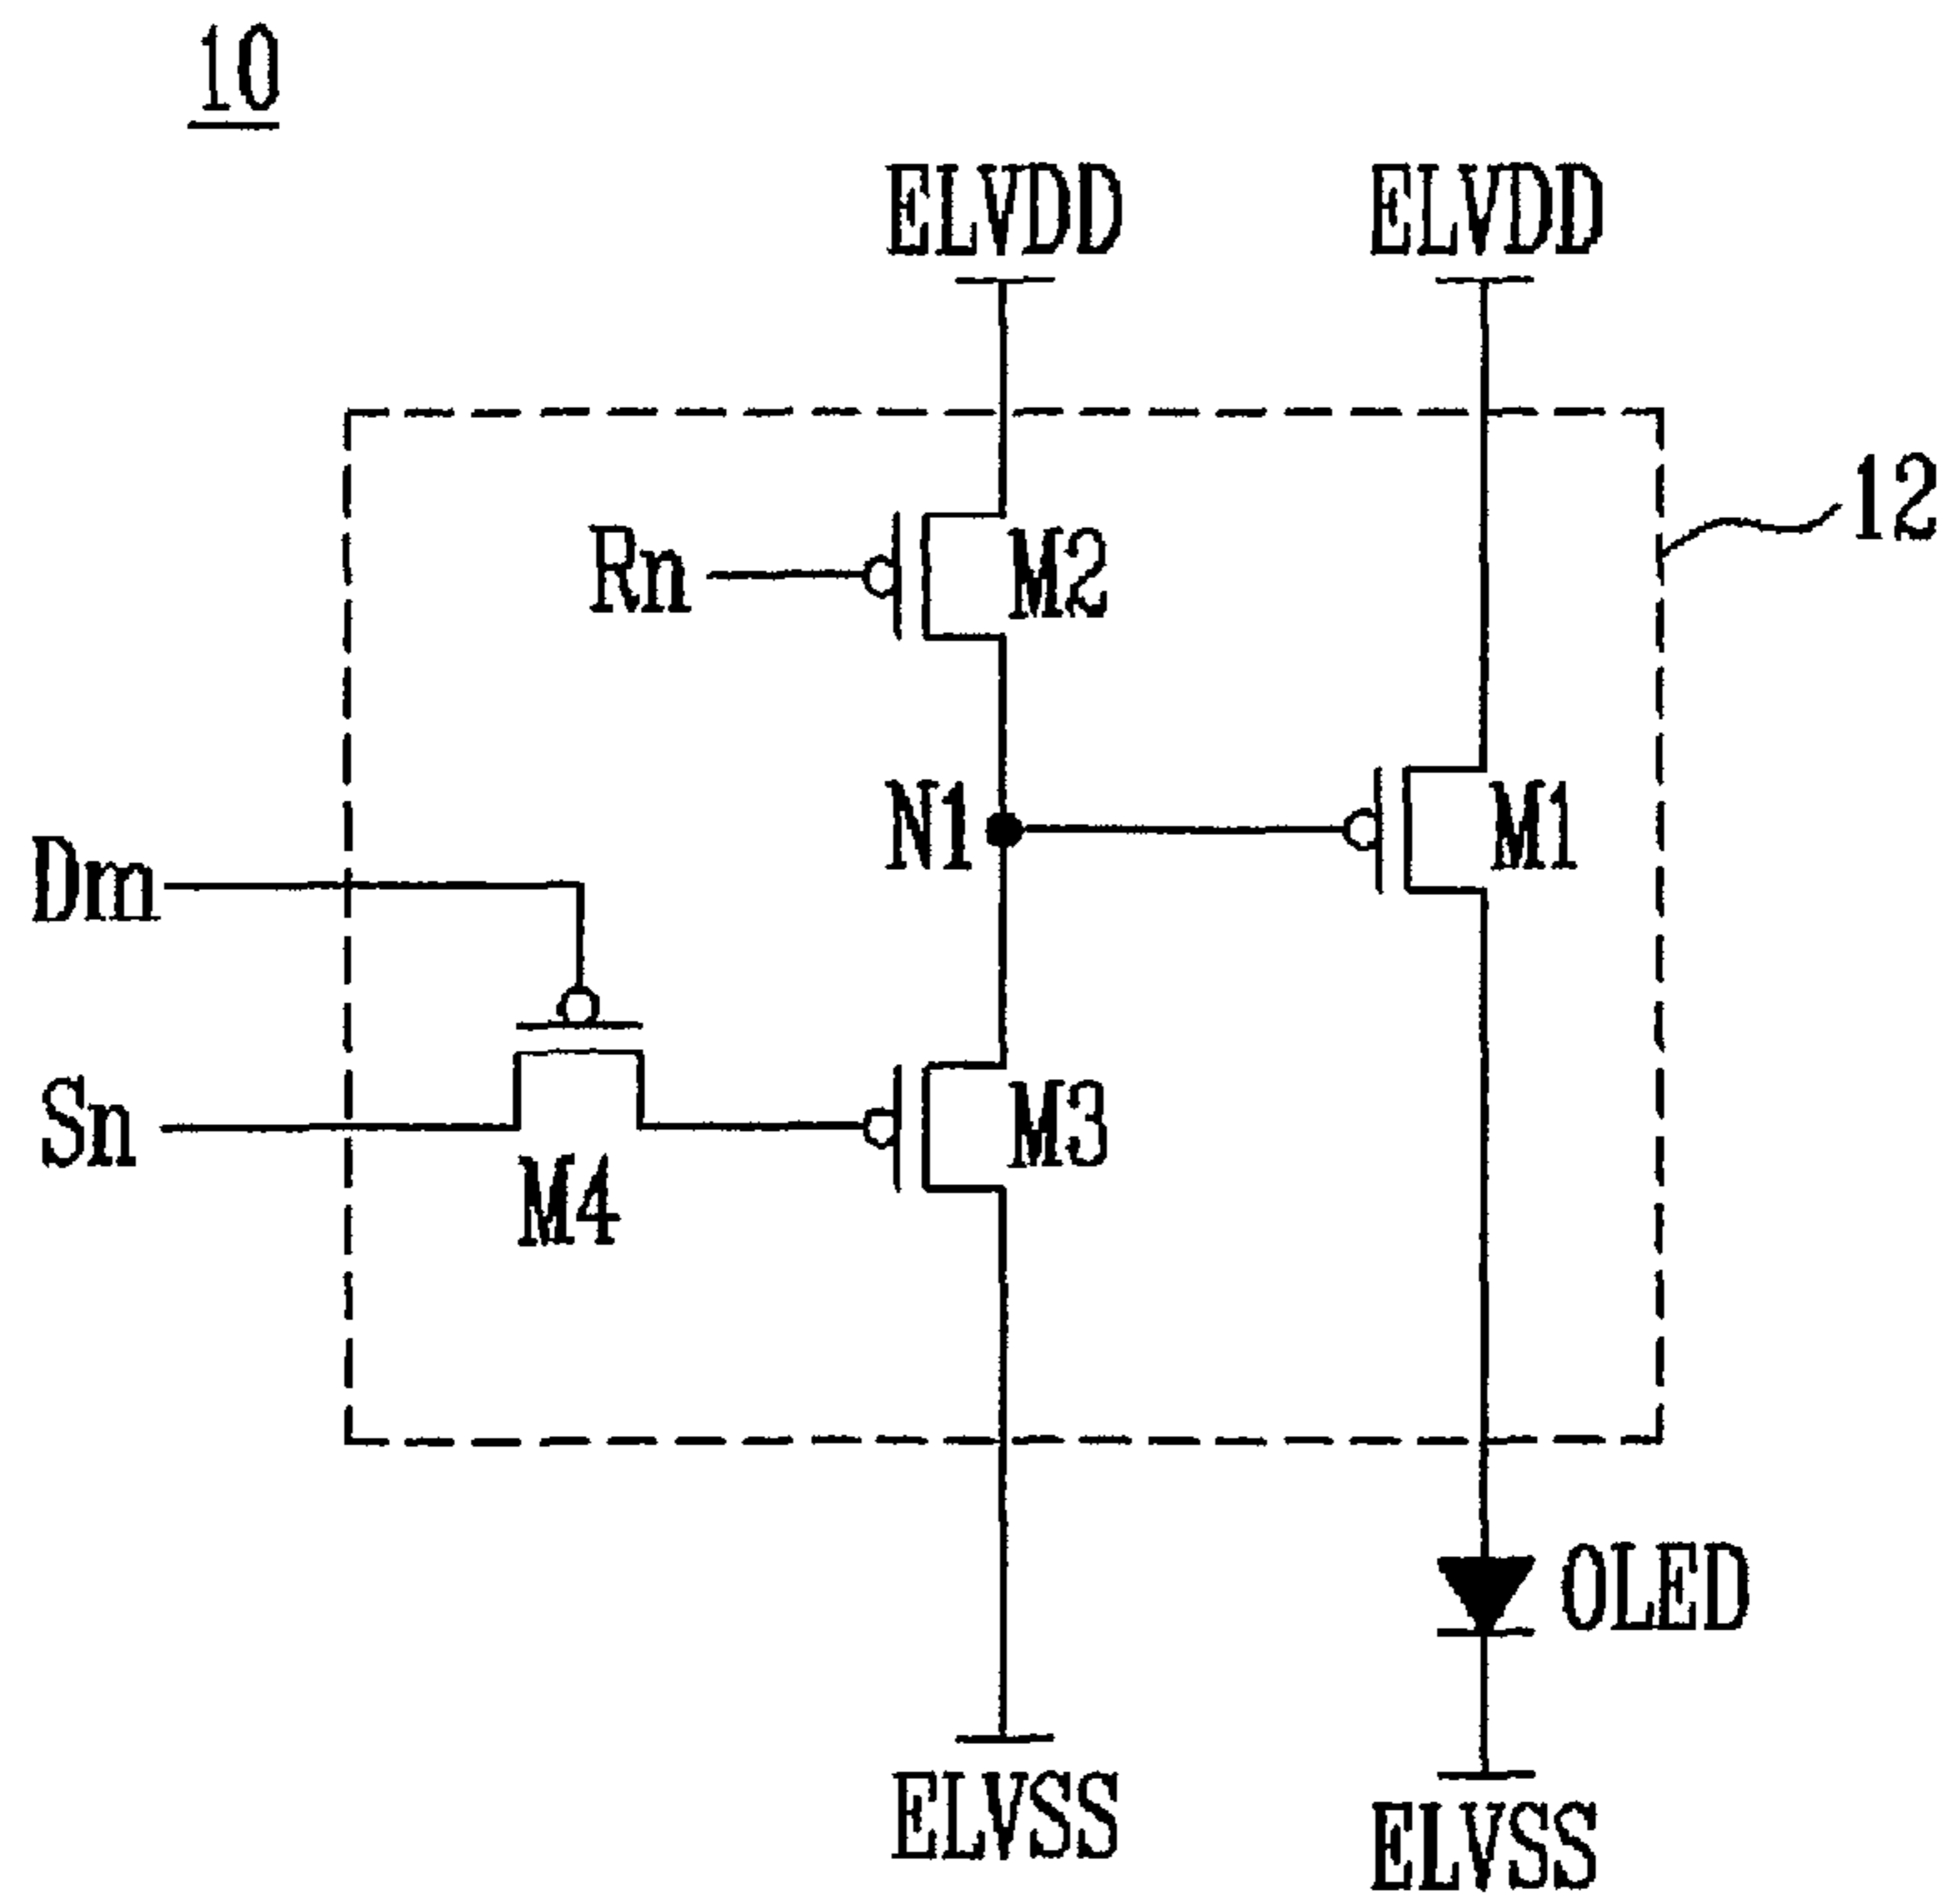 10
ELVDD ELVDD
12
Rn M2
N1 M1
Dm
Sn M3
M4
OLED
ELVSS ELVSS